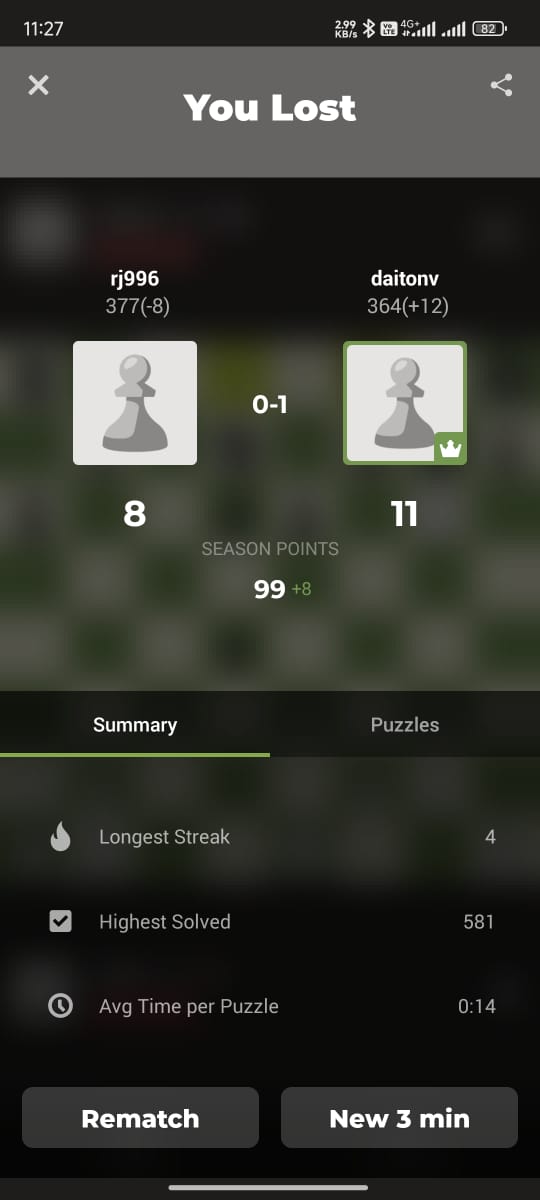 11:27
2.99 KB/s
Vo LTE
4G+
82
You Lost
rj996
daitonv
377(-8)
364(+12)
0-1
8
11
SEASON POINTS
99 +8
Summary
Puzzles
Longest Streak
4
Highest Solved
581
Avg Time per Puzzle
0:14
Rematch
New 3 min